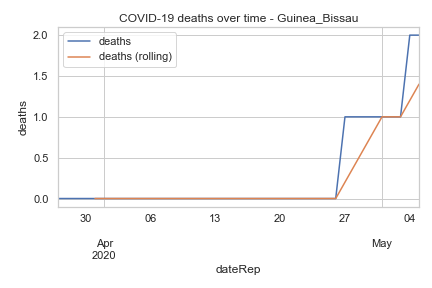 COVID-19 deaths over time - Guinea_Bissau
deaths
deaths (rolling)
deaths
2.0
1.5
1.0
0.5
0.0
30
06
13
20
27
04
Apr
2020
May
dateRep